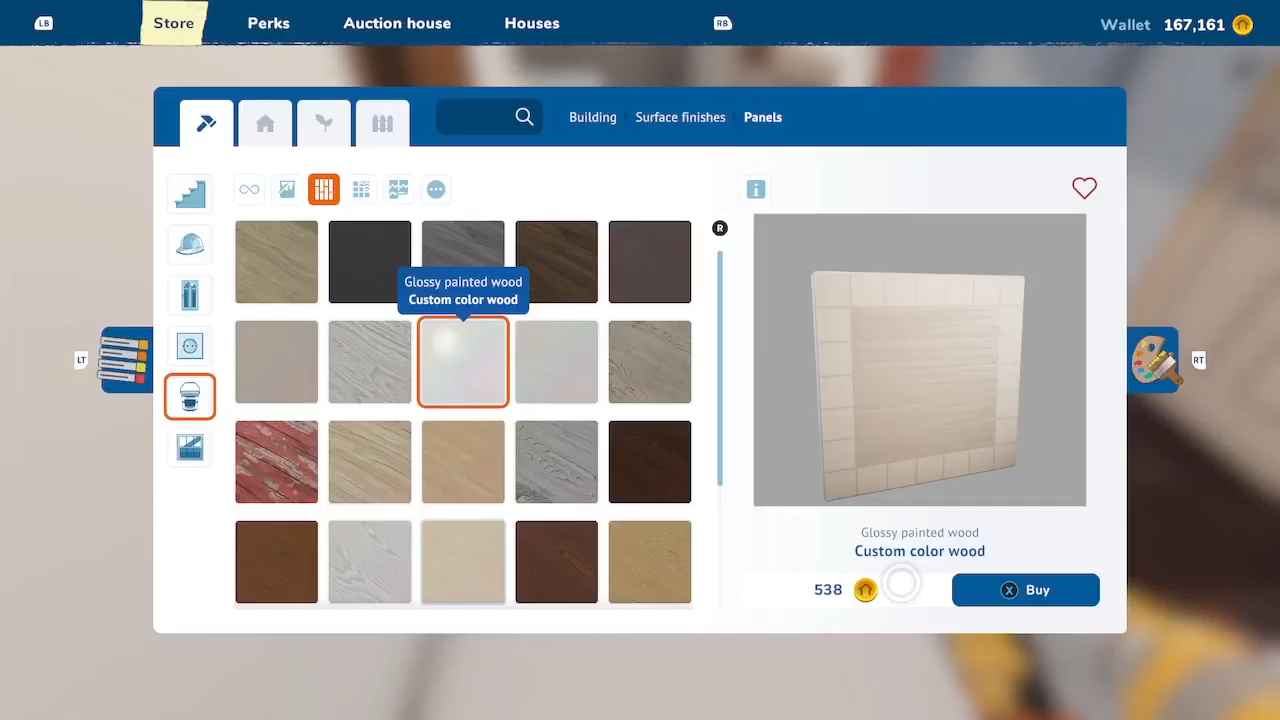 LB
Store
Perks
Auction house
Houses
RB
Wallet 167,161
Building
Surface finishes
Panels
R
Glossy painted wood
Custom color wood
LT
RT
Glossy painted wood
Custom color wood
538
X Buy